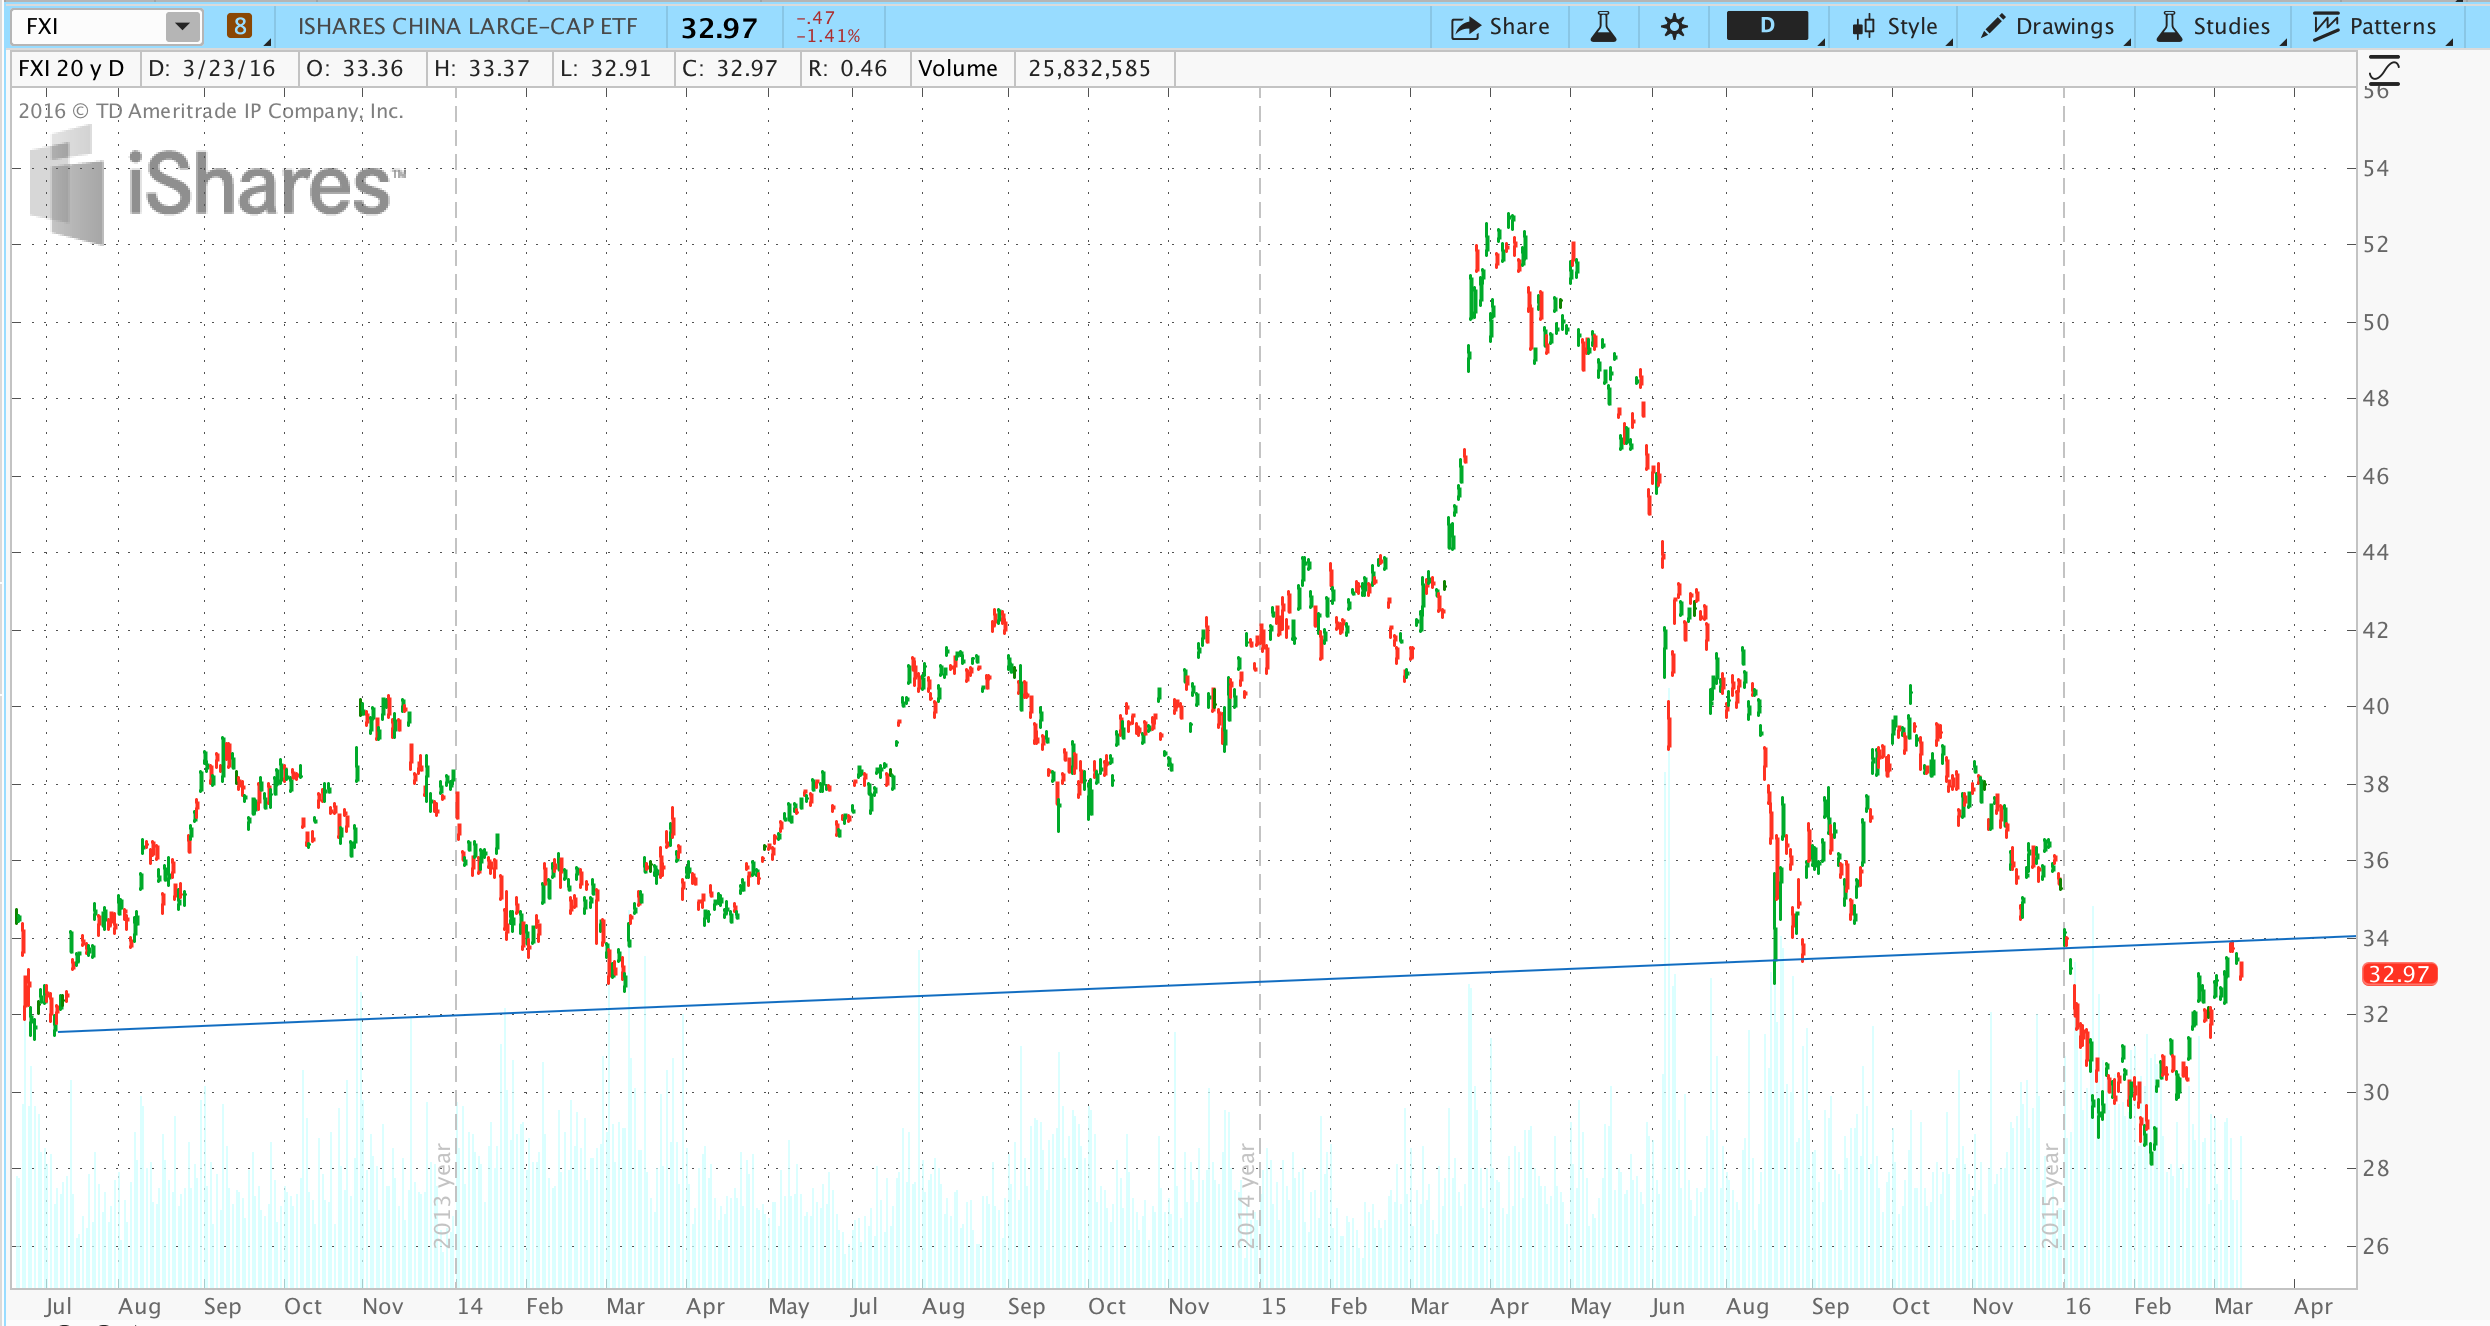 FXI 8 ISHARES CHINA LARGE-CAP ETF 32.97 -.47 -1.41% Share D Style Drawings Studies Patterns
FXI 20 y D D: 3/23/16 O: 33.36 H: 33.37 L: 32.91 C: 32.97 R: 0.46 Volume 25,832,585
2016 © TD Ameritrade IP Company, Inc.
iShares™
56
54
52
50
48
46
44
42
40
38
36
34
32.97
32
30
28
26
2013 year
2014 year
2015 year
Jul Aug Sep Oct Nov 14 Feb Mar Apr May Jul Aug Sep Oct Nov 15 Feb Mar Apr May Jun Aug Sep Oct Nov 16 Feb Mar Apr